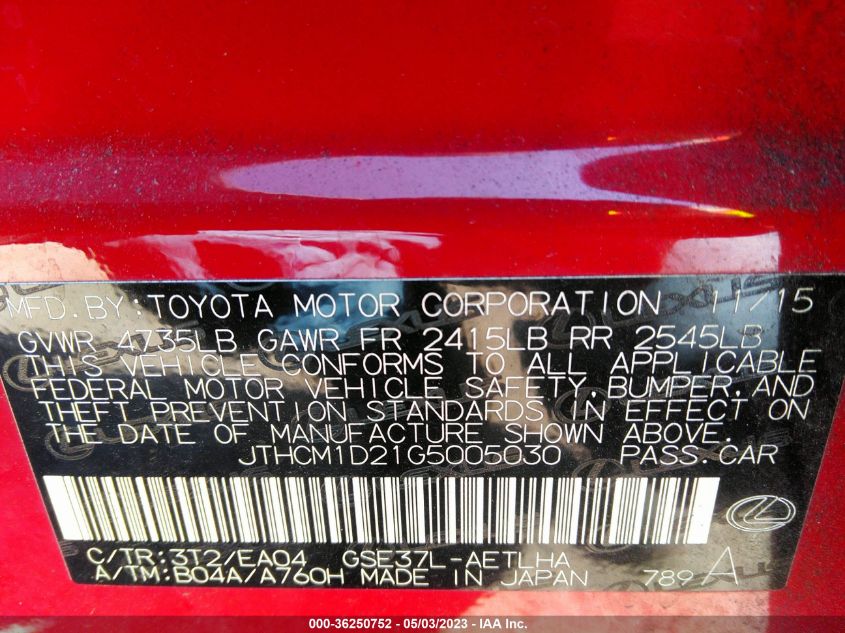 MFD. BY: TOYOTA MOTOR CORPORATION 11/15
GVWR 4735LB GAWR FR 2415LB RR 2545LB
THIS VEHICLE CONFORMS TO ALL APPLICABLE
FEDERAL MOTOR VEHICLE SAFETY, BUMPER, AND
THEFT PREVENTION STANDARDS IN EFFECT ON
THE DATE OF MANUFACTURE SHOWN ABOVE.
JTHCM1D21G5005030 PASS. CAR
C/TR: 3T2/EA04 GSE37L-AETLHA
A/TM: B04A/A760H MADE IN JAPAN 789 A
000-36250752 — 05/03/2023 — IAA Inc.